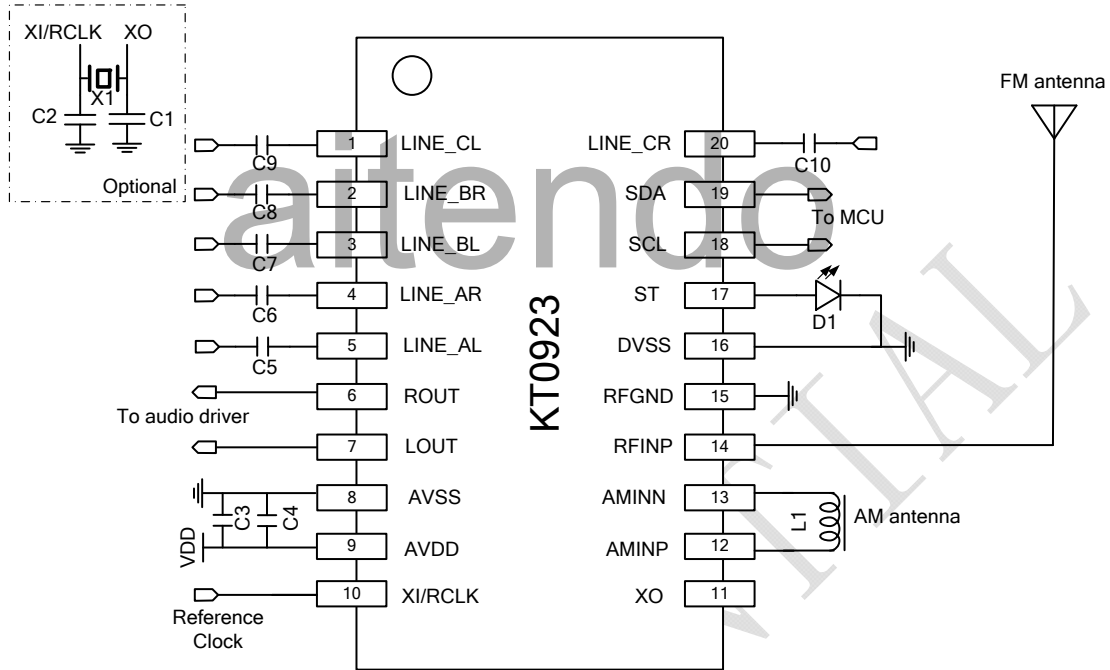 XI/RCLK XO
X1
C2 C1
Optional
FM antenna
C9 1 LINE_CL
C8 2 LINE_BR
C7 3 LINE_BL
C6 4 LINE_AR
C5 5 LINE_AL
6 ROUT
To audio driver
7 LOUT
8 AVSS
C3 C4
VDD
9 AVDD
10 XI/RCLK
Reference
Clock
KT0923
LINE_CR 20 C10
SDA 19
To MCU
SCL 18
ST 17
D1
DVSS 16
RFGND 15
RFINP 14
AMINN 13
L1 AM antenna
AMINP 12
XO 11
aitendo
TIAL